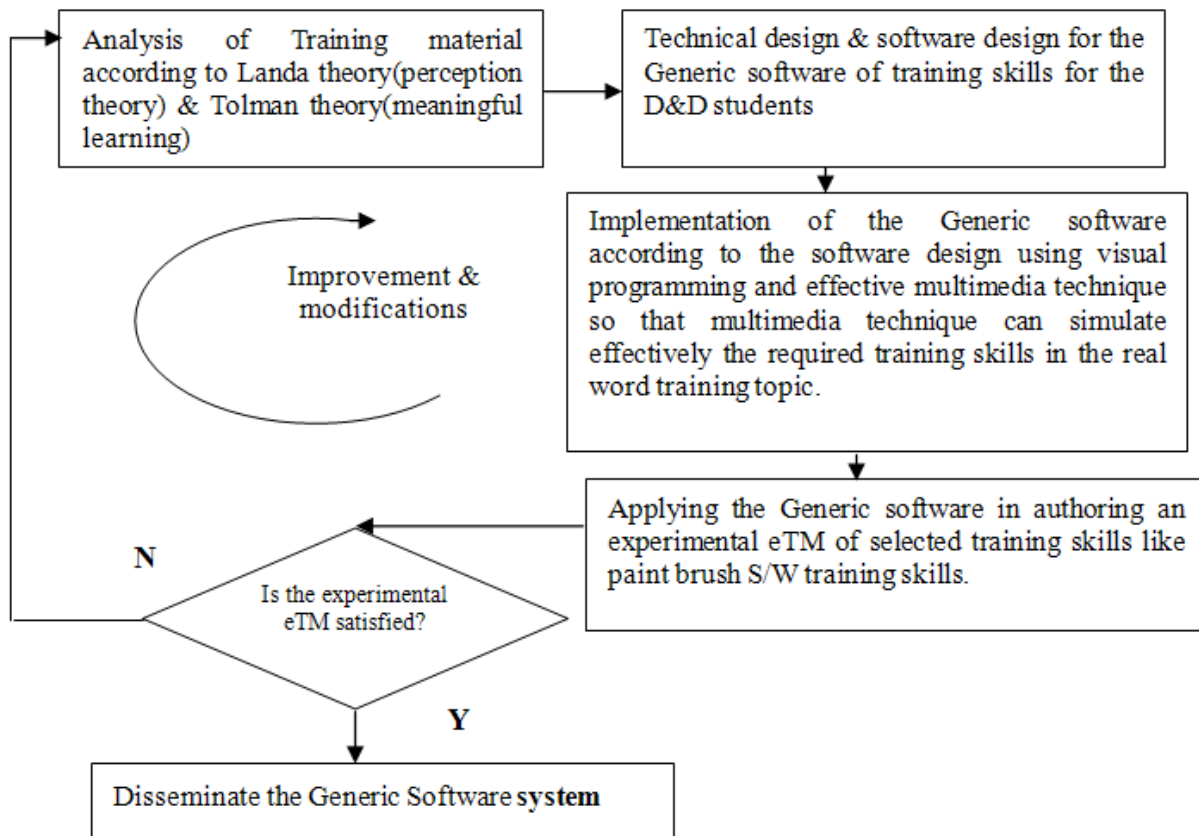 Analysis of Training material
according to Landa theory(perception
theory) & Tolman theory(meaningful
learning)
Technical design & software design for the
Generic software of training skills for the
D&D students
Implementation of the Generic software
according to the software design using visual
programming and effective multimedia technique
so that multimedia technique can simulate
effectively the required training skills in the real
word training topic.
Improvement &
modifications
Applying the Generic software in authoring an
experimental eTM of selected training skills like
paint brush S/W training skills.
N
Is the experimental
eTM satisfied?
Y
Disseminate the Generic Software system